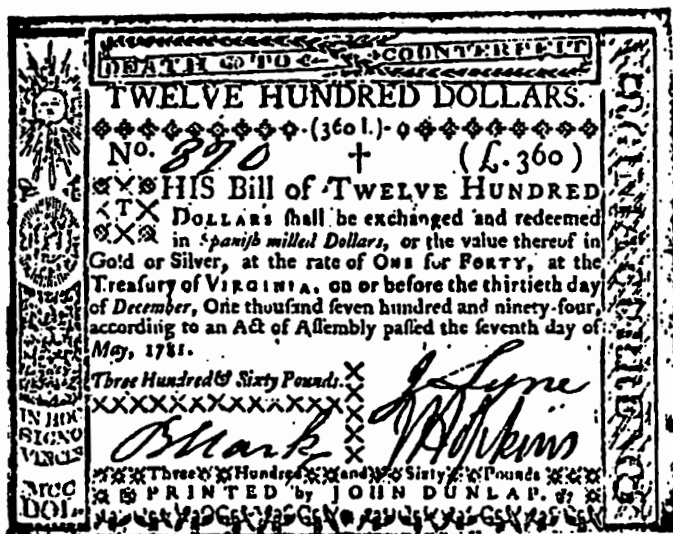 DEATH TO COUNTERFEIT
TWELVE HUNDRED DOLLARS.
(360 l.)
No. 890 † (£. 360)
THIS Bill of TWELVE HUNDRED
DOLLARS ſhall be exchanged and redeemed
in Spaniſh milled Dollars, or the value thereof in
Gold or Silver, at the rate of ONE for FORTY, at the
Treaſury of VIRGINIA, on or before the thirtieth day
of December, One thouſand ſeven hundred and ninety-four,
according to an Act of Aſſembly paſſed the ſeventh day of
May, 1781.
Three Hundred & Sixty Pounds.
J Lyne
B Stark
J Hopkins
IN HOC
SIGNO
VINCES
MCC
DOL.
Three Hundred and Sixty Pounds
PRINTED by JOHN DUNLAP.